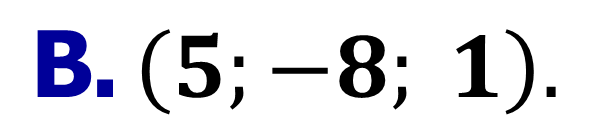 B. (5; −8; 1).